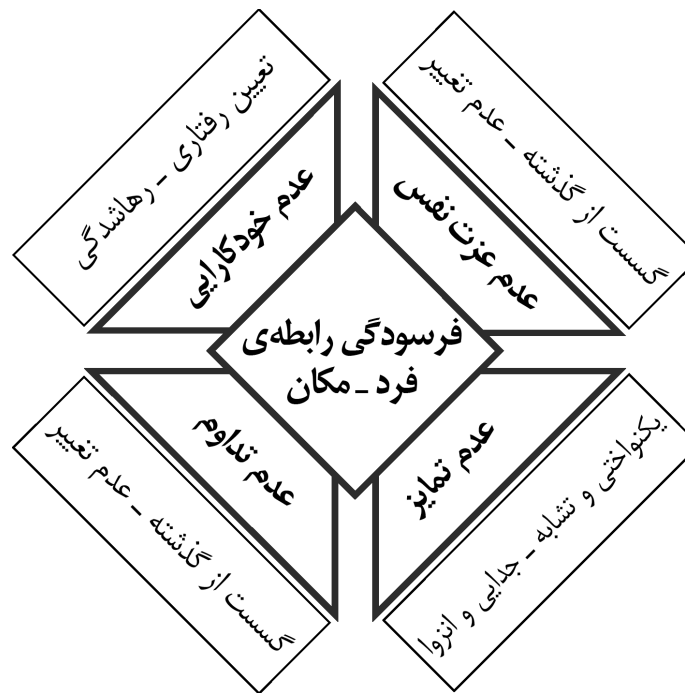 گسست از گذشته ـ عدم تغییر
عدم عزت نفس
تعیین رفتاری ـ رهاشدگی
عدم خودکارایی
فرسودگی رابطه‌ی
فرد ـ مکان
عدم تمایز
یکنواختی و تشابه ـ جدایی و انزوا
عدم تداوم
گسست از گذشته ـ عدم تغییر